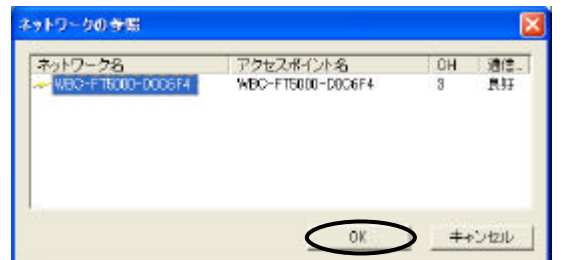 ネットワークの参照
ネットワーク名 アクセスポイント名 CH 通信...
WBC-FT5000-D0C6F4 WBC-FT5000-D0C6F4 3 良好
OK キャンセル